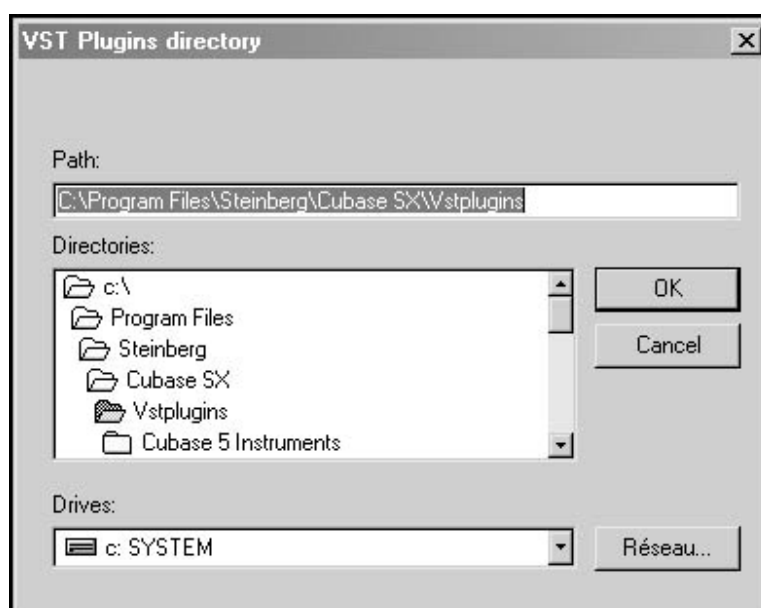 VST Plugins directory
Path:
C:\Program Files\Steinberg\Cubase SX\Vstplugins
Directories:
c:\
Program Files
Steinberg
Cubase SX
Vstplugins
Cubase 5 Instruments
OK
Cancel
Drives:
c: SYSTEM
Réseau...